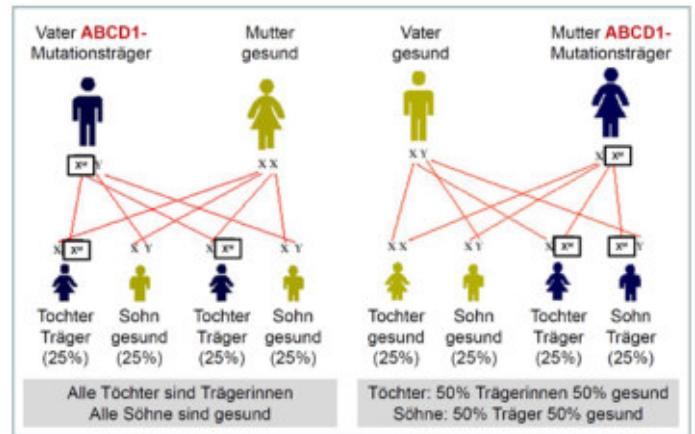 Vater ABCD1-
Mutationsträger
Mutter
gesund
Vater
gesund
Mutter ABCD1-
Mutationsträger
Xᴹ Y
X X
X Y
X Xᴹ
X Xᴹ
X Y
X Xᴹ
X Y
X X
X Y
X Xᴹ
Xᴹ Y
Tochter
Träger
(25%)
Sohn
gesund
(25%)
Tochter
Träger
(25%)
Sohn
gesund
(25%)
Tochter
gesund
(25%)
Sohn
gesund
(25%)
Tochter
Träger
(25%)
Sohn
Träger
(25%)
Alle Töchter sind Trägerinnen
Alle Söhne sind gesund
Töchter: 50% Trägerinnen 50% gesund
Söhne: 50% Träger 50% gesund